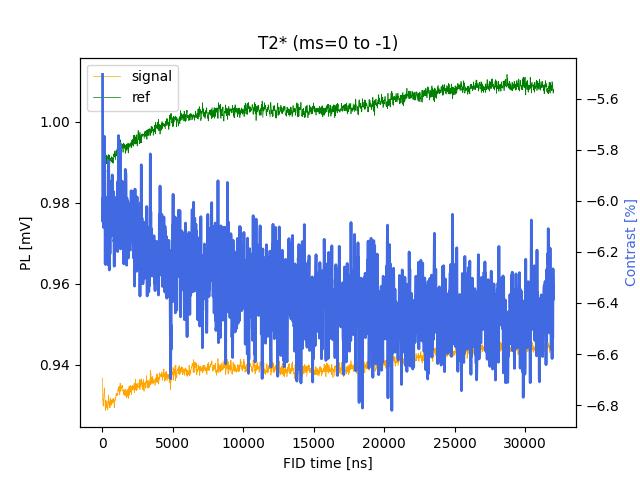 T2* (ms=0 to -1)
signal
ref
PL [mV]
1.00
0.98
0.96
0.94
−5.6
−5.8
−6.0
−6.2
−6.4
−6.6
−6.8
Contrast [%]
0 5000 10000 15000 20000 25000 30000
FID time [ns]